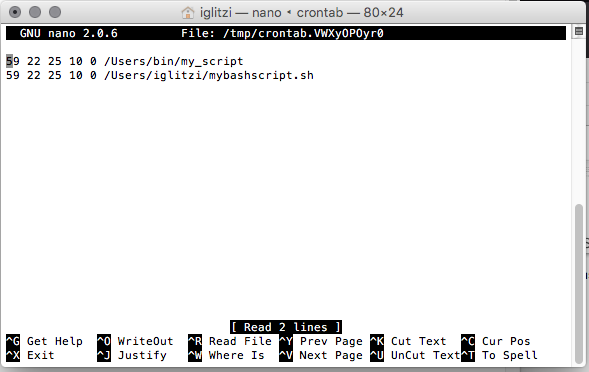 iglitzi — nano ◂ crontab — 80×24
GNU nano 2.0.6 File: /tmp/crontab.VWXyOPOyr0
59 22 25 10 0 /Users/bin/my_script
59 22 25 10 0 /Users/iglitzi/mybashscript.sh
[ Read 2 lines ]
^G Get Help ^O WriteOut ^R Read File ^Y Prev Page ^K Cut Text ^C Cur Pos
^X Exit ^J Justify ^W Where Is ^V Next Page ^U UnCut Text ^T To Spell